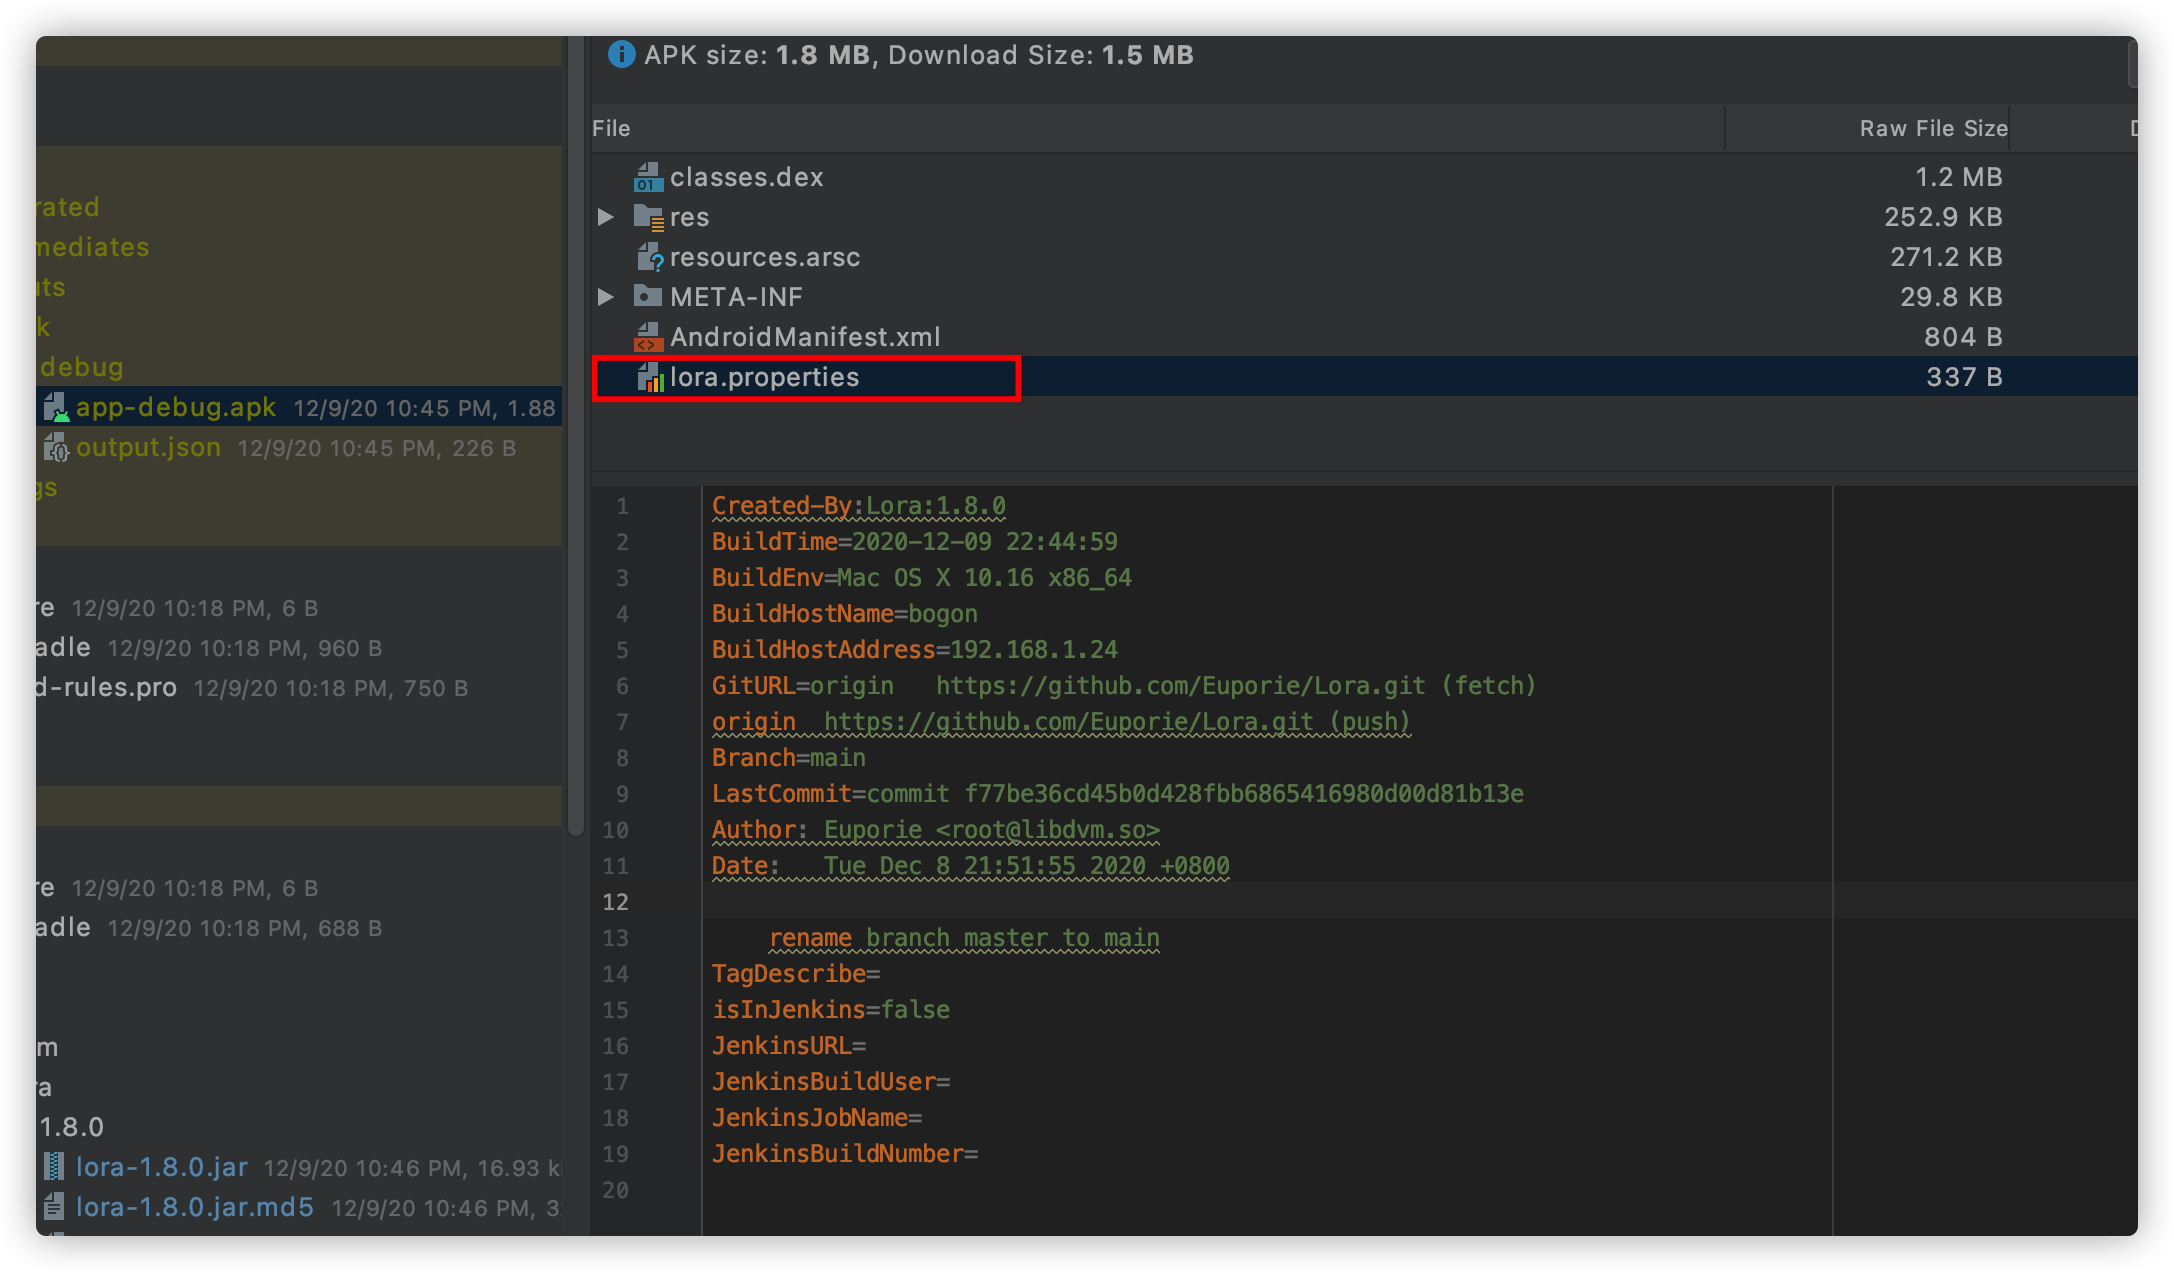 APK size: 1.8 MB, Download Size: 1.5 MB
File
Raw File Size
classes.dex 1.2 MB
res 252.9 KB
resources.arsc 271.2 KB
META-INF 29.8 KB
AndroidManifest.xml 804 B
lora.properties 337 B
rated
mediates
uts
k
debug
app-debug.apk 12/9/20 10:45 PM, 1.88
output.json 12/9/20 10:45 PM, 226 B
gs
re 12/9/20 10:18 PM, 6 B
adle 12/9/20 10:18 PM, 960 B
d-rules.pro 12/9/20 10:18 PM, 750 B
re 12/9/20 10:18 PM, 6 B
adle 12/9/20 10:18 PM, 688 B
m
ra
1.8.0
lora-1.8.0.jar 12/9/20 10:46 PM, 16.93 k
lora-1.8.0.jar.md5 12/9/20 10:46 PM, 3
1 Created-By:Lora:1.8.0
2 BuildTime=2020-12-09 22:44:59
3 BuildEnv=Mac OS X 10.16 x86_64
4 BuildHostName=bogon
5 BuildHostAddress=192.168.1.24
6 GitURL=origin https://github.com/Euporie/Lora.git (fetch)
7 origin https://github.com/Euporie/Lora.git (push)
8 Branch=main
9 LastCommit=commit f77be36cd45b0d428fbb6865416980d00d81b13e
10 Author: Euporie <root@libdvm.so>
11 Date: Tue Dec 8 21:51:55 2020 +0800
12
13 rename branch master to main
14 TagDescribe=
15 isInJenkins=false
16 JenkinsURL=
17 JenkinsBuildUser=
18 JenkinsJobName=
19 JenkinsBuildNumber=
20